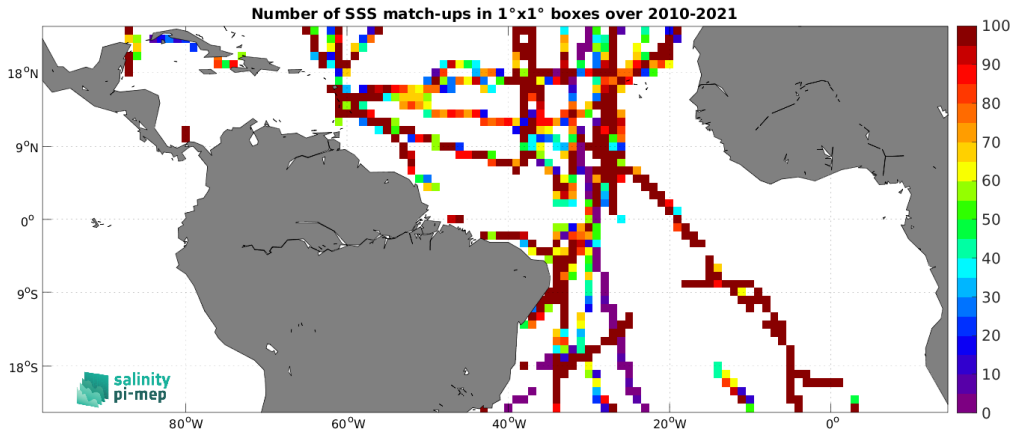 Number of SSS match-ups in 1°x1° boxes over 2010-2021
100
90
80
70
60
50
40
30
20
10
0
18°N
9°N
0°
9°S
18°S
80°W
60°W
40°W
20°W
0°
salinity
pi-mep